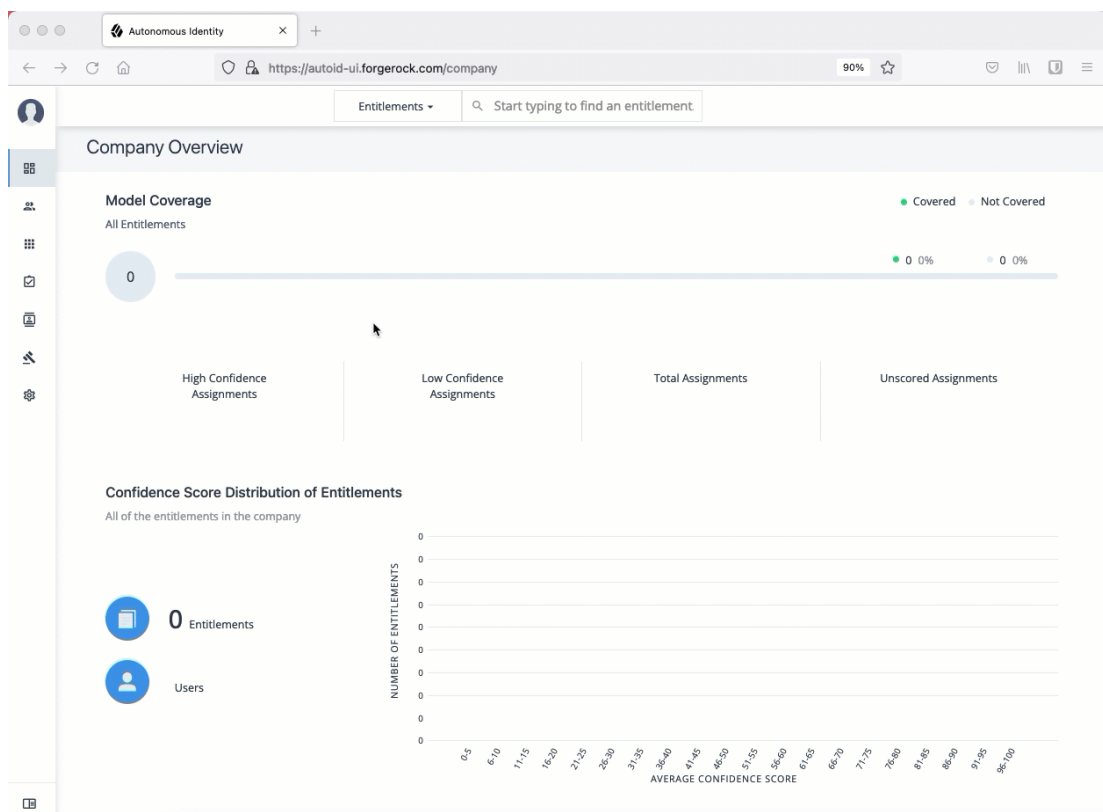 Autonomous Identity
https://autoid-ui.forgerock.com/company
90%
Entitlements
Start typing to find an entitlement
Company Overview
Model Coverage
Covered
Not Covered
All Entitlements
0 0%
0 0%
0
High Confidence
Assignments
Low Confidence
Assignments
Total Assignments
Unscored Assignments
Confidence Score Distribution of Entitlements
All of the entitlements in the company
0
0
0
0
0
0
0
0
0
0
NUMBER OF ENTITLEMENTS
0 Entitlements
Users
0-5
6-10
11-15
16-20
21-25
26-30
31-35
36-40
41-45
46-50
51-55
56-60
61-65
66-70
71-75
76-80
81-85
86-90
91-95
96-100
AVERAGE CONFIDENCE SCORE